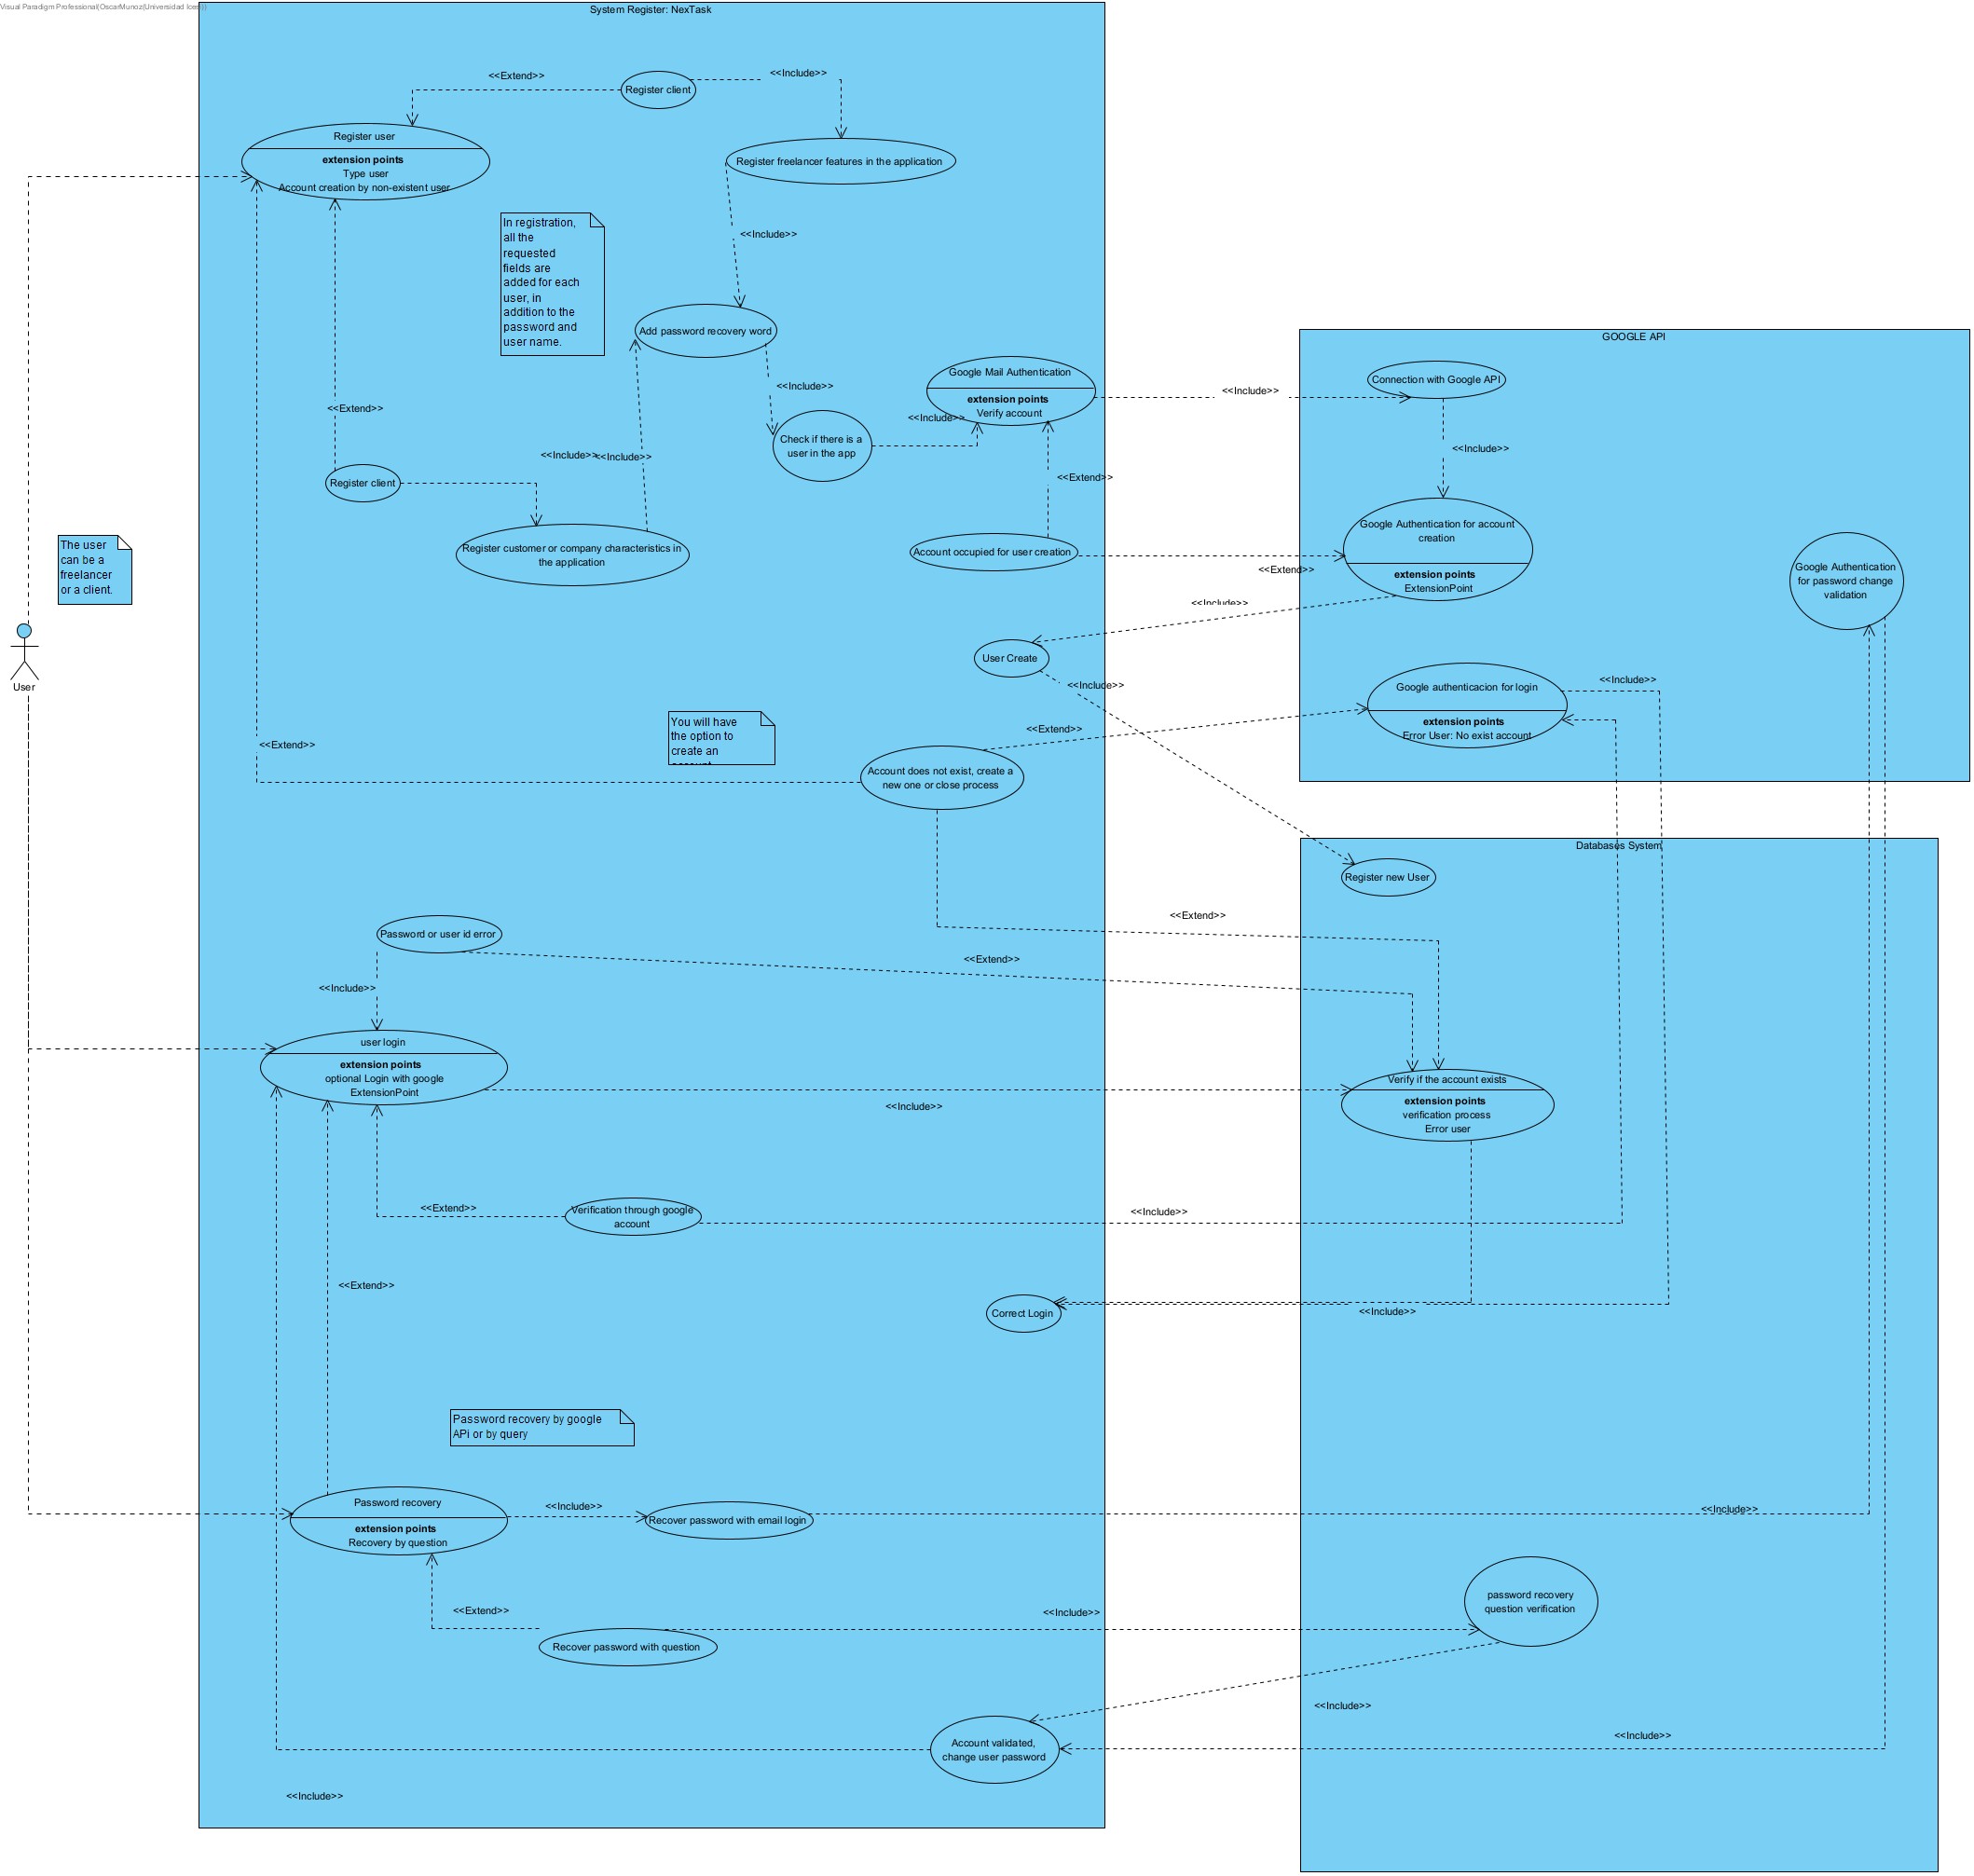 Visual Paradigm Professional(OscarMunoz(Universidad Icesi))
System Register: NexTask
<<Extend>>
Register client
<<Include>>
Register user
extension points
Type user
Account creation by non-existent user
Register freelancer features in the application
In registration,
all the
requested
fields are
added for each
user, in
addition to the
password and
user name.
<<Include>>
Add password recovery word
GOOGLE API
<<Include>>
Google Mail Authentication
extension points
Verify account
<<Include>>
Connection with Google API
<<Extend>>
<<Include>>
Check if there is a
user in the app
<<Include>>
<<Include>>
<<Include>>
Register client
<<Extend>>
Register customer or company characteristics in
the application
Account occupied for user creation
<<Extend>>
Google Authentication for account
creation
extension points
ExtensionPoint
Google Authentication
for password change
validation
The user
can be a
freelancer
or a client.
<<Include>>
User
User Create
<<Include>>
Google authenticacion for login
extension points
Error User: No exist account
<<Include>>
You will have
the option to
create an
<<Extend>>
<<Extend>>
Account does not exist, create a
new one or close process
Databases System
Register new User
<<Extend>>
Password or user id error
<<Extend>>
<<Include>>
user login
extension points
optional Login with google
ExtensionPoint
<<Include>>
Verify if the account exists
extension points
verification process
Error user
<<Extend>>
Verification through google
account
<<Include>>
<<Extend>>
Correct Login
<<Include>>
Password recovery by google
APi or by query
Password recovery
extension points
Recovery by question
<<Include>>
Recover password with email login
<<Include>>
<<Extend>>
Recover password with question
<<Include>>
password recovery
question verification
<<Include>>
<<Include>>
Account validated,
change user password
<<Include>>